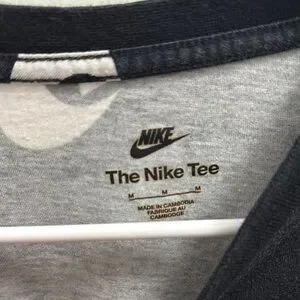 NIKE
The Nike Tee
M M M
MADE IN CAMBODIA
FABRIQUÉ AU
CAMBODGE